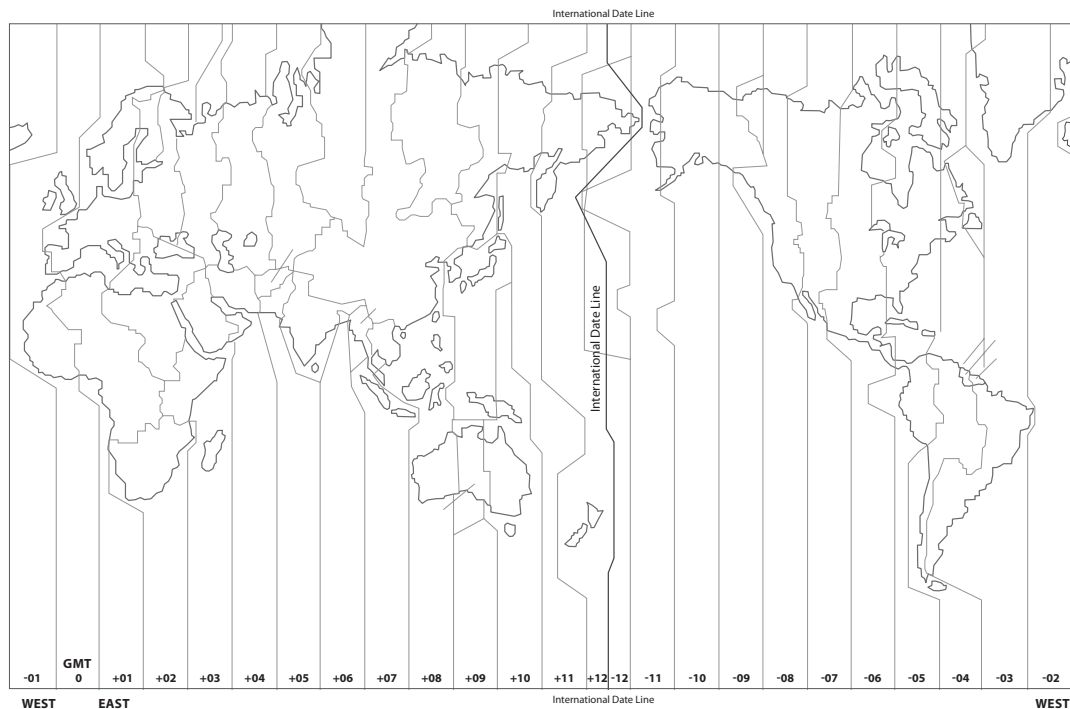 International Date Line
International Date Line
GMT
-01 0 +01 +02 +03 +04 +05 +06 +07 +08 +09 +10 +11 +12 -12 -11 -10 -09 -08 -07 -06 -05 -04 -03 -02
WEST EAST International Date Line WEST